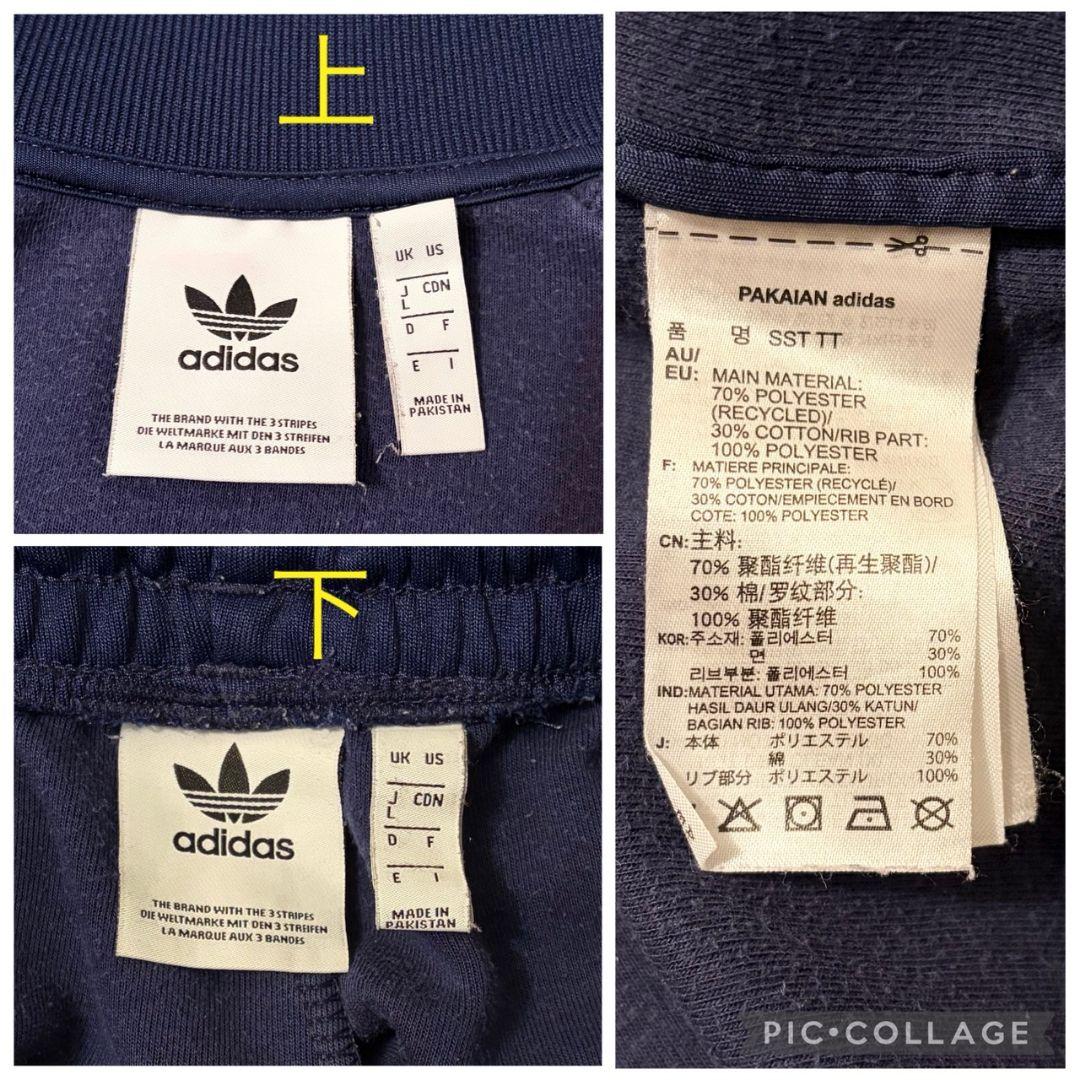 上
adidas
THE BRAND WITH THE 3 STRIPES
DIE WELTMARKE MIT DEN 3 STREIFEN
LA MARQUE AUX 3 BANDES
UK US
J CDN
L
D F
E I
MADE IN
PAKISTAN
下
adidas
THE BRAND WITH THE 3 STRIPES
DIE WELTMARKE MIT DEN 3 STREIFEN
LA MARQUE AUX 3 BANDES
UK US
J CDN
L
D F
E I
MADE IN
PAKISTAN
PAKAIAN adidas
품 명 SST TT
AU/
EU: MAIN MATERIAL:
70% POLYESTER
(RECYCLED)/
30% COTTON/RIB PART:
100% POLYESTER
F: MATIERE PRINCIPALE:
70% POLYESTER (RECYCLÉ)/
30% COTON/EMPIECEMENT EN BORD
COTE: 100% POLYESTER
CN:主料:
70% 聚酯纤维(再生聚酯)/
30% 棉/罗纹部分:
100% 聚酯纤维
KOR:주소재: 폴리에스터 70%
면 30%
리브부분: 폴리에스터 100%
IND:MATERIAL UTAMA: 70% POLYESTER
HASIL DAUR ULANG/30% KATUN/
BAGIAN RIB: 100% POLYESTER
J: 本体 ポリエステル 70%
綿 30%
リブ部分 ポリエステル 100%
PIC•COLLAGE